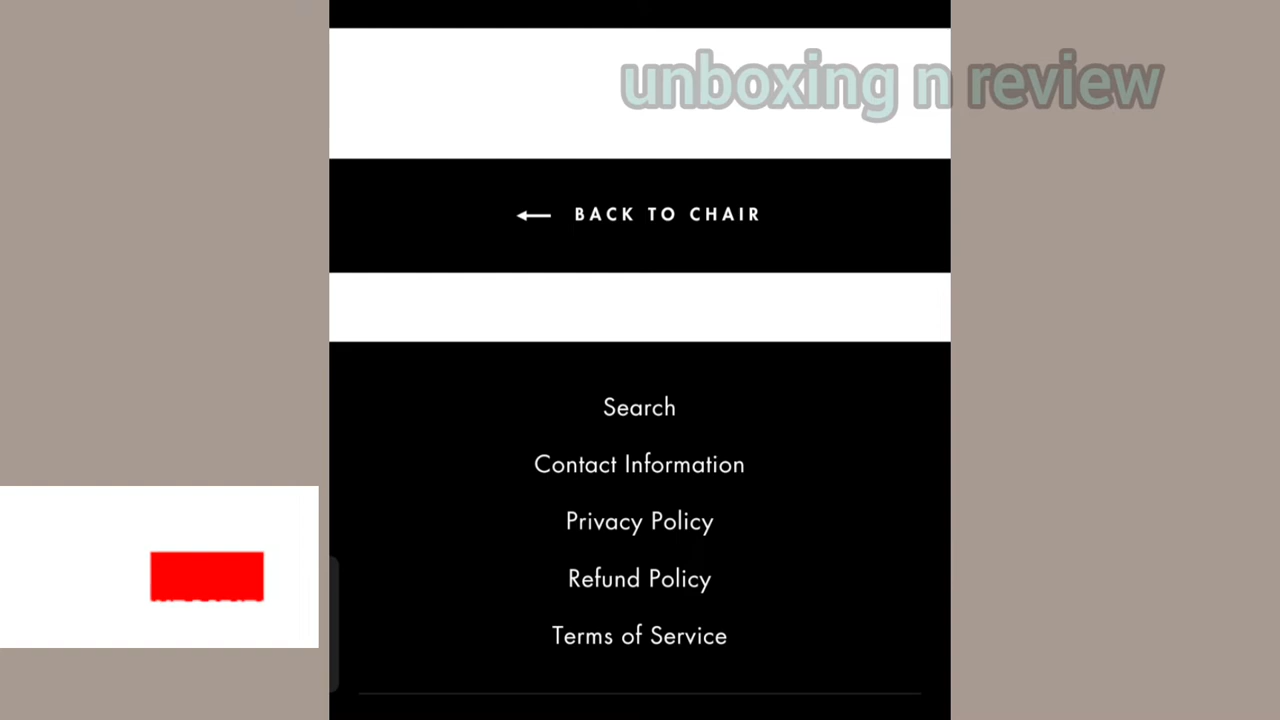 unboxing n review
BACK TO CHAIR
Search
Contact Information
Privacy Policy
Refund Policy
Terms of Service